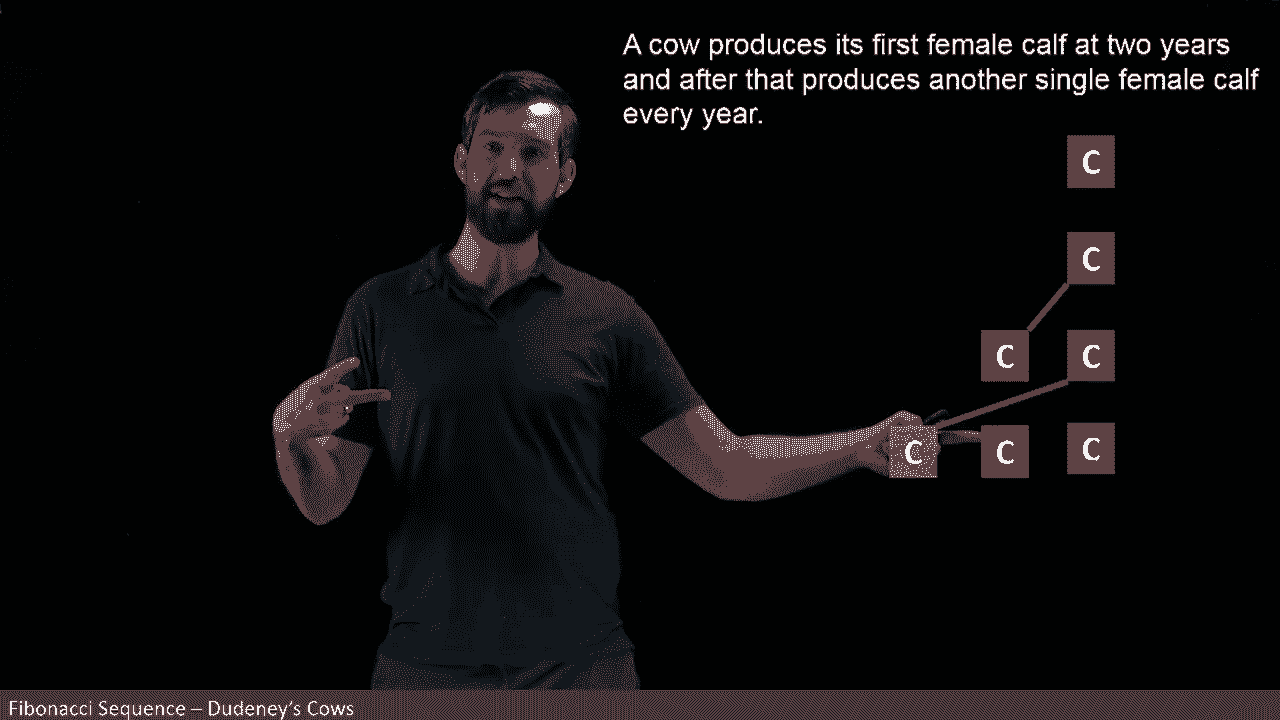 A cow produces its first female calf at two years
and after that produces another single female calf
every year.
C
C
C C
C C C
Fibonacci Sequence – Dudeney's Cows